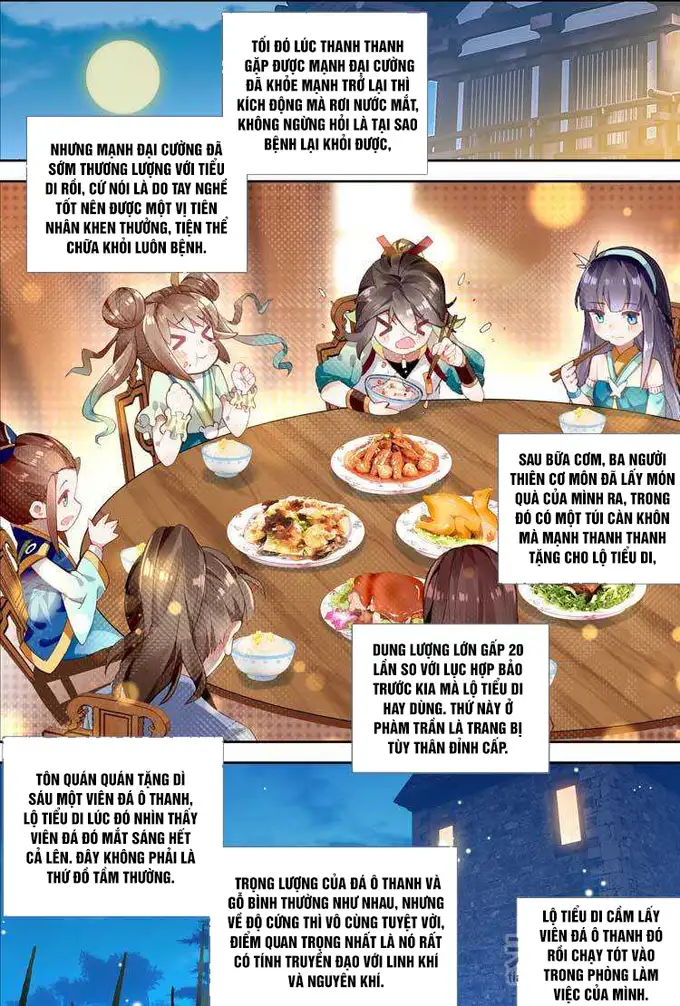 TỐI ĐÓ LÚC THANH THANH
GẶP ĐƯỢC MẠNH ĐẠI CƯỜNG
ĐÃ KHỎE MẠNH TRỞ LẠI THÌ
KÍCH ĐỘNG MÀ RƠI NƯỚC MẮT,
KHÔNG NGỪNG HỎI LÀ TẠI SAO
BỆNH LẠI KHỎI ĐƯỢC,
NHƯNG MẠNH ĐẠI CƯỜNG ĐÃ
SỚM THƯƠNG LƯỢNG VỚI TIỂU
DI RỒI, CỨ NÓI LÀ DO TAY NGHỀ
TỐT NÊN ĐƯỢC MỘT VỊ TIÊN
NHÂN KHEN THƯỞNG, TIỆN THỂ
CHỮA KHỎI LUÔN BỆNH.
SAU BỮA CƠM, BA NGƯỜI
THIÊN CƠ MÔN ĐÃ LẤY MÓN
QUÀ CỦA MÌNH RA, TRONG
ĐÓ CÓ MỘT TÚI CÀN KHÔN
MÀ MẠNH THANH THANH
TẶNG CHO LỘ TIỂU DI,
DUNG LƯỢNG LỚN GẤP 20
LẦN SO VỚI LỤC HỢP BẢO
TRƯỚC KIA MÀ LỘ TIỂU DI
HAY DÙNG. THỨ NÀY Ở
PHÀM TRẦN LÀ TRANG BỊ
TÙY THÂN ĐỈNH CẤP.
TÔN QUÁN QUÁN TẶNG DÌ
SÁU MỘT VIÊN ĐÁ Ô THANH,
LỘ TIỂU DI LÚC ĐÓ NHÌN THẤY
VIÊN ĐÁ ĐÓ MẮT SÁNG HẾT
CẢ LÊN. ĐÂY KHÔNG PHẢI LÀ
THỨ ĐỒ TẦM THƯỜNG.
TRỌNG LƯỢNG CỦA ĐÁ Ô THANH VÀ
GỖ BÌNH THƯỜNG NHƯ NHAU, NHƯNG
VỀ ĐỘ CỨNG THÌ VÔ CÙNG TUYỆT VỜI,
ĐIỂM QUAN TRỌNG NHẤT LÀ NÓ RẤT
CÓ TÍNH TRUYỀN ĐẠO VỚI LINH KHÍ
VÀ NGUYÊN KHÍ.
LỘ TIỂU DI CẦM LẤY
VIÊN ĐÁ Ô THANH ĐÓ
RỒI CHẠY TÓT VÀO
TRONG PHÒNG LÀM
VIỆC CỦA MÌNH.